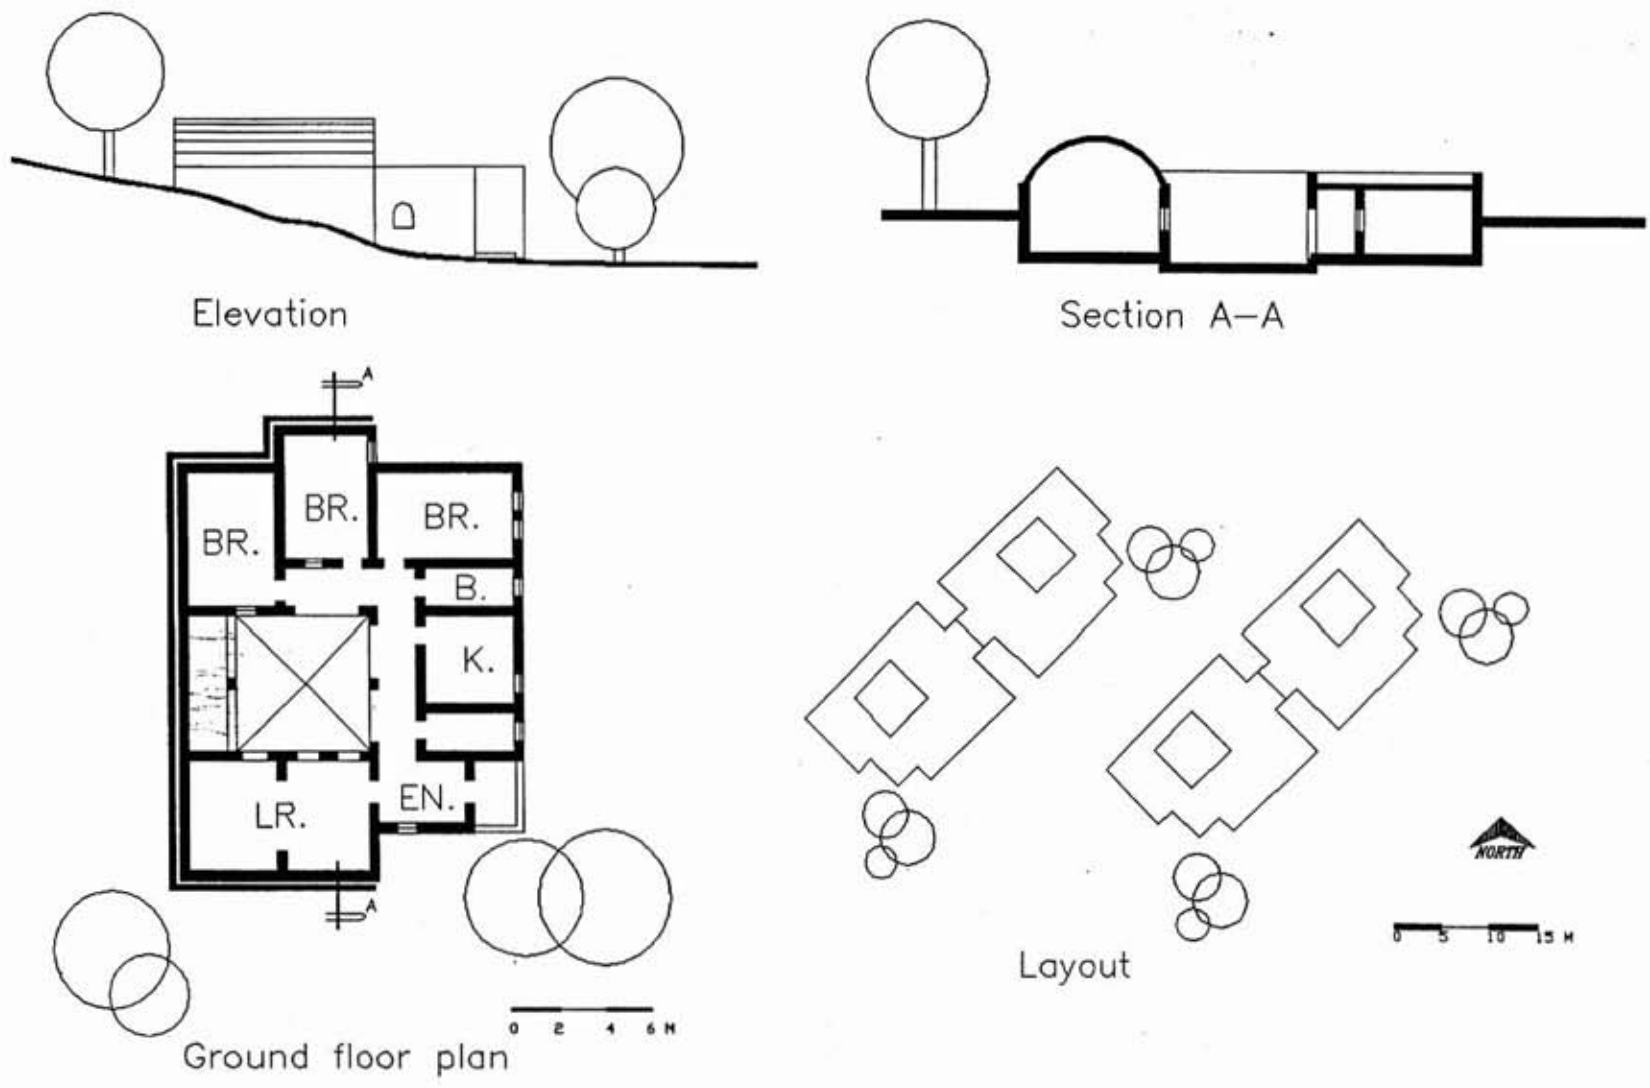 Elevation
Section A–A
A
BR.
BR.
BR.
B.
K.
EN.
LR.
A
0 2 4 6 M
Ground floor plan
NORTH
0 5 10 15 M
Layout